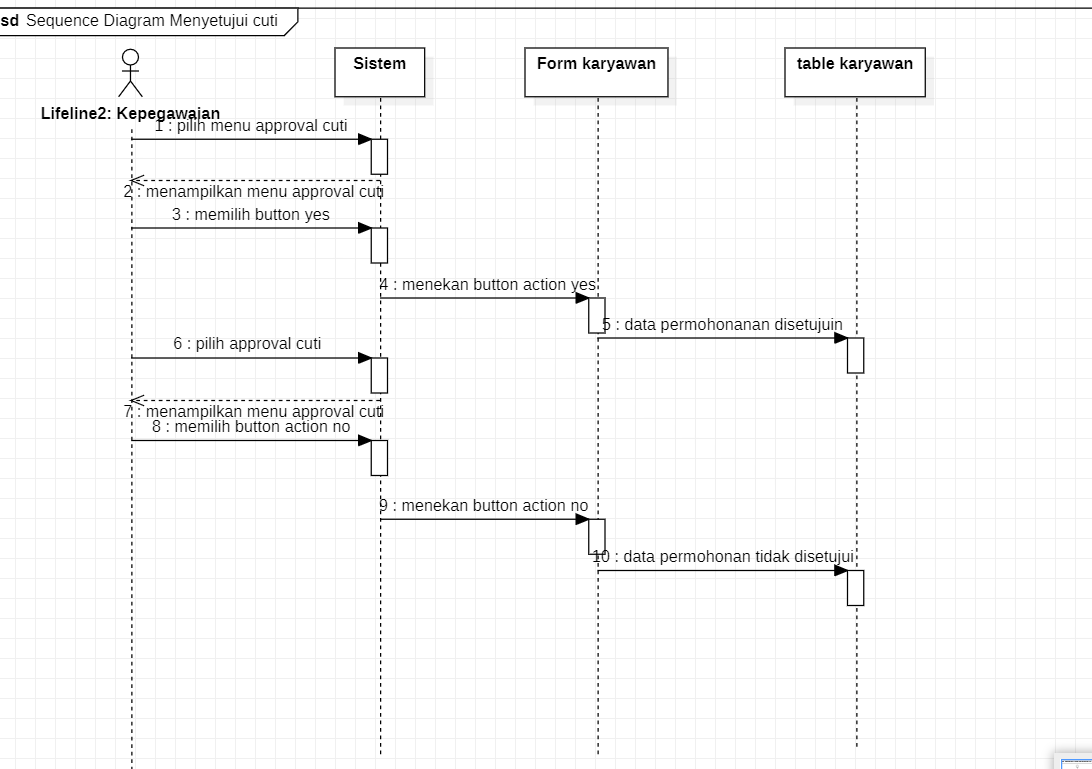 sd Sequence Diagram Menyetujui cuti
Sistem
Form karyawan
table karyawan
Lifeline2: Kepegawaian
1 : pilih menu approval cuti
2 : menampilkan menu approval cuti
3 : memilih button yes
4 : menekan button action yes
5 : data permohonanan disetujuin
6 : pilih approval cuti
7 : menampilkan menu approval cuti
8 : memilih button action no
9 : menekan button action no
10 : data permohonan tidak disetujui